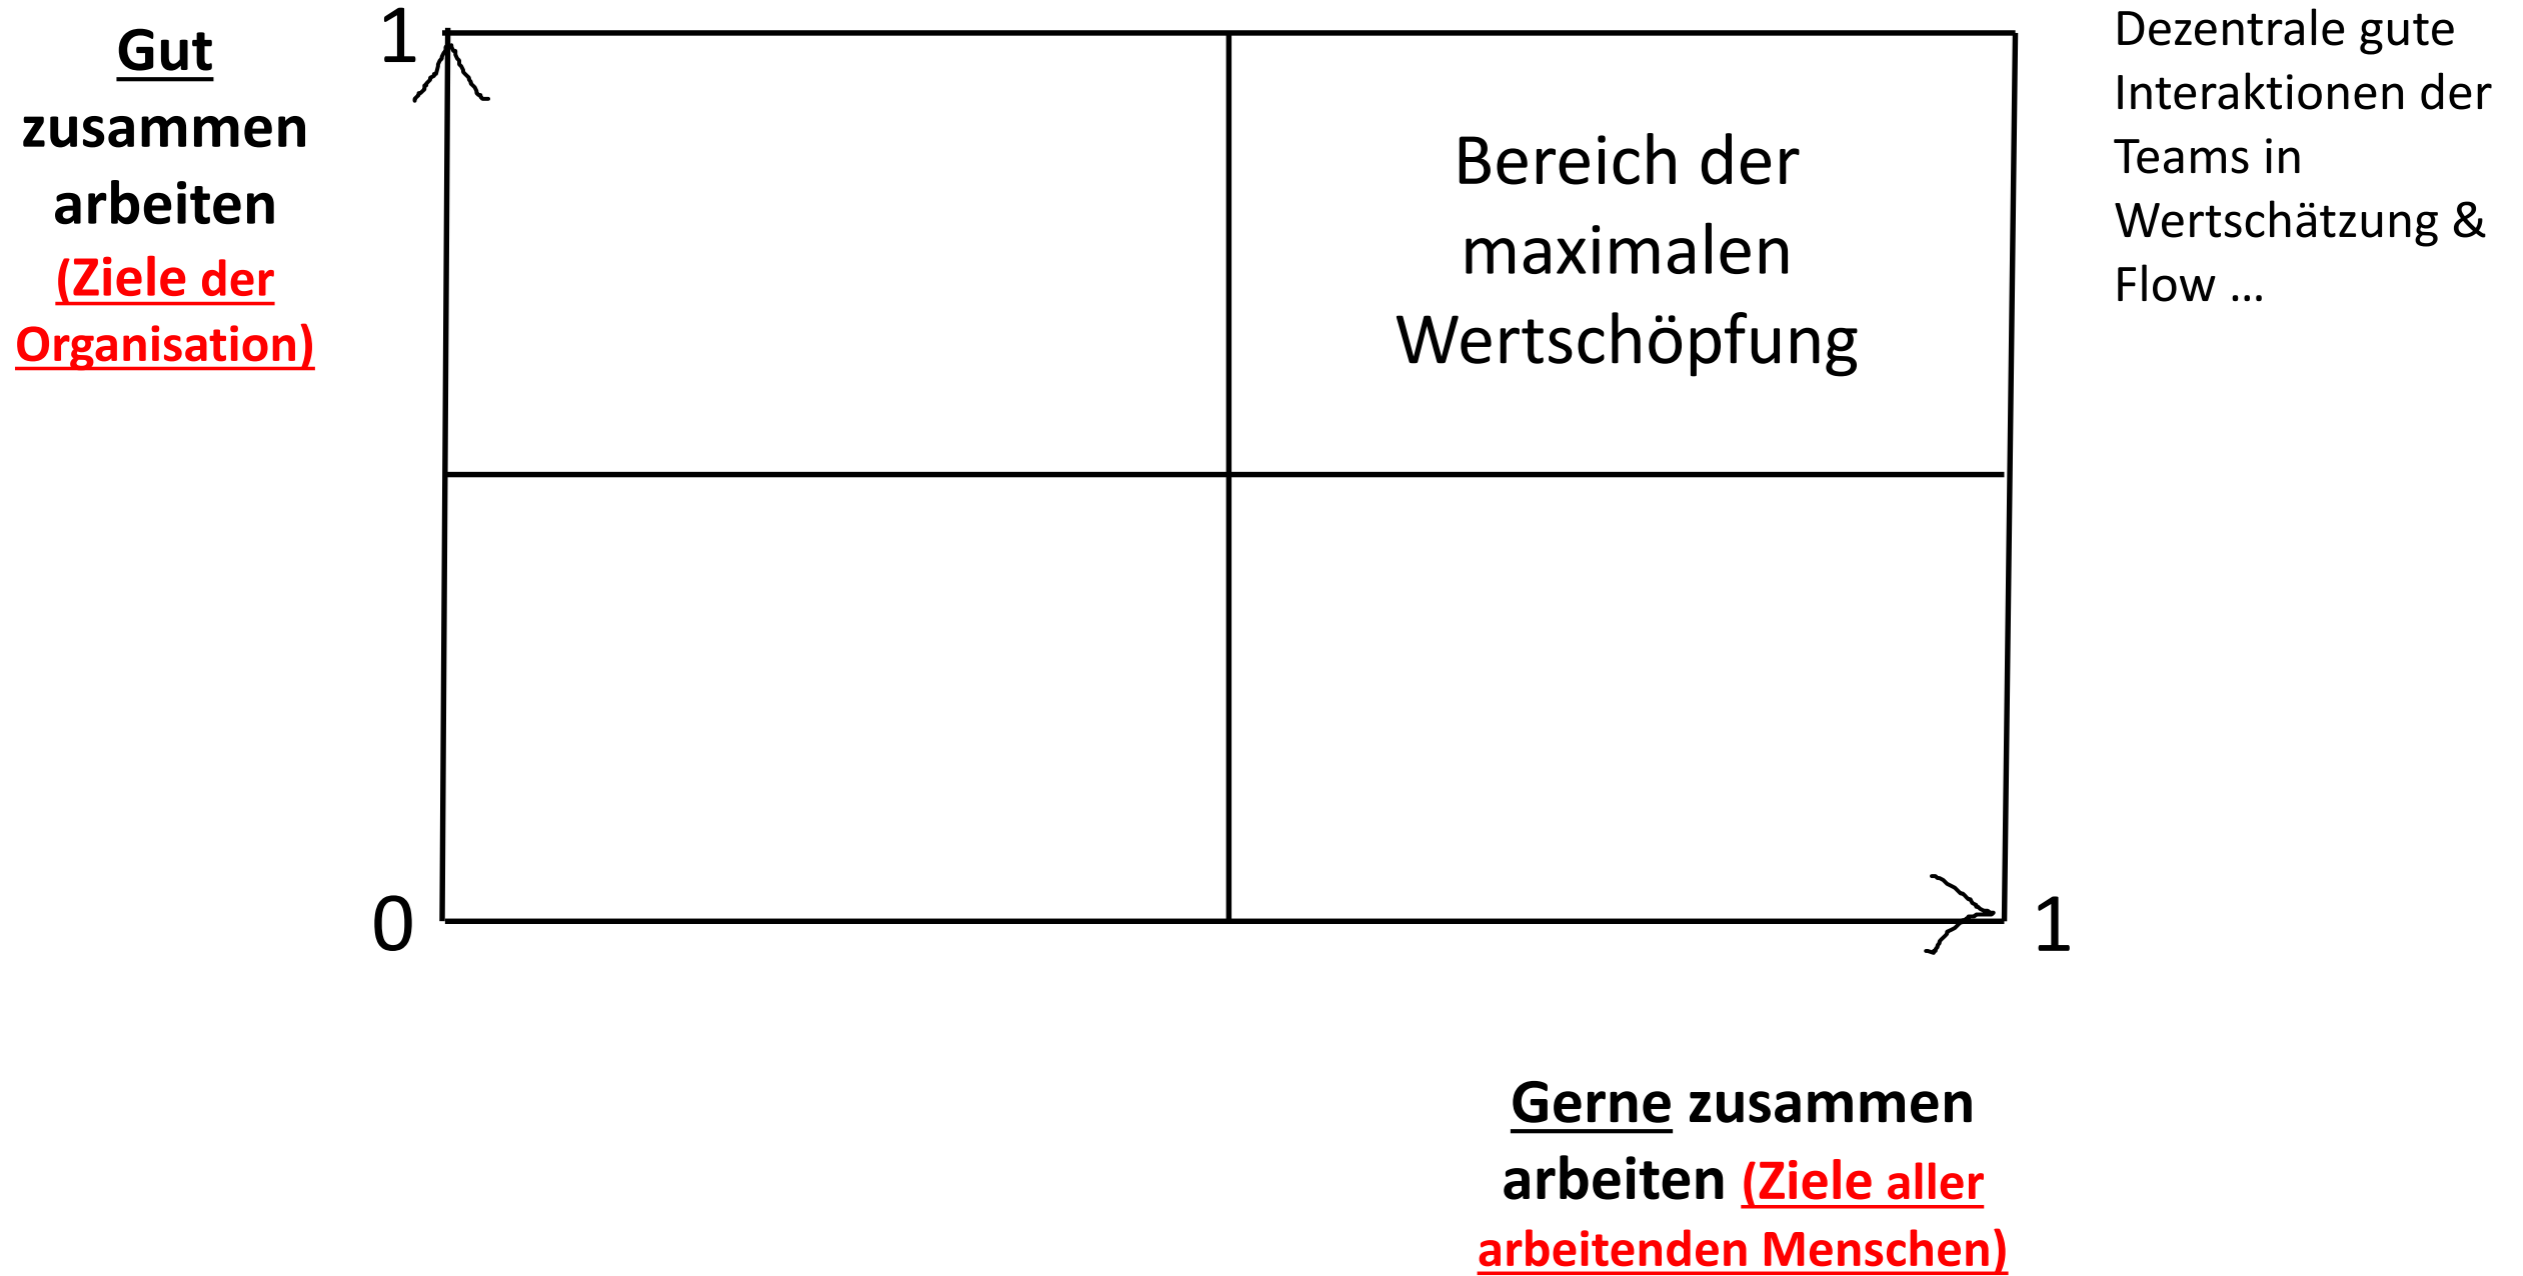 Gut
zusammen
arbeiten
(Ziele der
Organisation)
1
Bereich der
maximalen
Wertschöpfung
Dezentrale gute
Interaktionen der
Teams in
Wertschätzung &
Flow ...
0
1
Gerne zusammen
arbeiten (Ziele aller
arbeitenden Menschen)